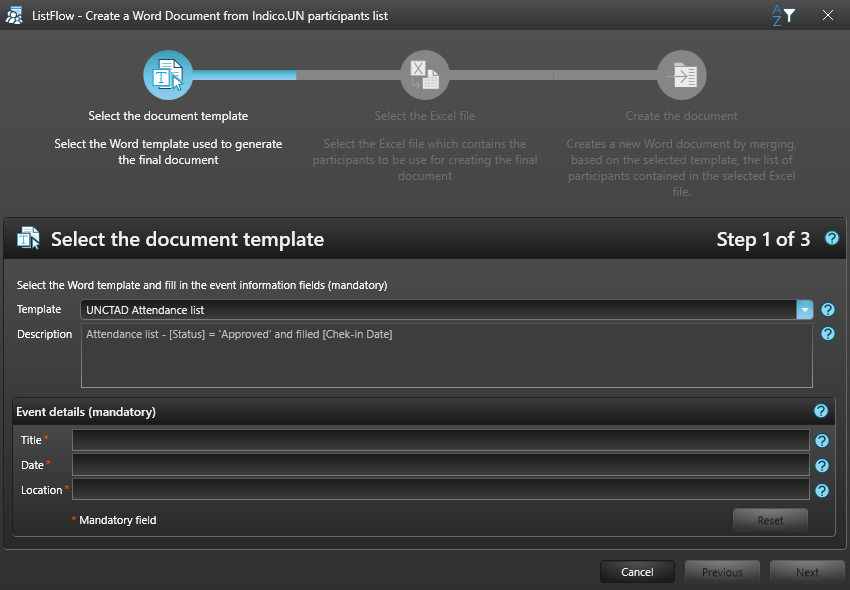 ListFlow - Create a Word Document from Indico.UN participants list
A
Z
Select the document template
Select the Word template used to generate
the final document
Select the Excel file
Select the Excel file which contains the
participants to be use for creating the final
document
Create the document
Creates a new Word document by merging,
based on the selected template, the list of
participants contained in the selected Excel
file.
Select the document template
Step 1 of 3
Select the Word template and fill in the event information fields (mandatory)
Template UNCTAD Attendance list
Description Attendance list - [Status] = 'Approved' and filled [Chek-in Date]
Event details (mandatory)
Title *
Date *
Location *
* Mandatory field
Reset
Cancel Previous Next